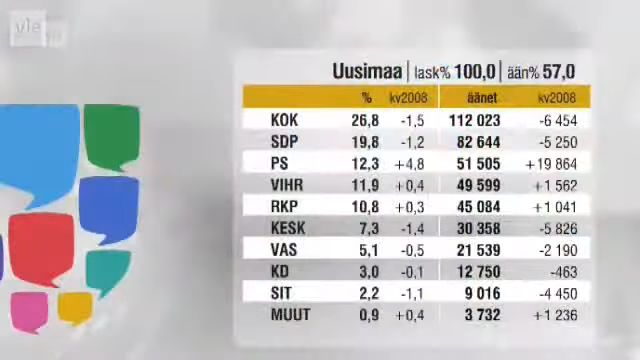 yle
Uusimaa | lask% 100,0 | ään% 57,0
% kv2008 äänet kv2008
KOK 26,8 -1,5 112 023 -6 454
SDP 19,8 -1,2 82 644 -5 250
PS 12,3 +4,8 51 505 +19 864
VIHR 11,9 +0,4 49 599 +1 562
RKP 10,8 +0,3 45 084 +1 041
KESK 7,3 -1,4 30 358 -5 826
VAS 5,1 -0,5 21 539 -2 190
KD 3,0 -0,1 12 750 -463
SIT 2,2 -1,1 9 016 -4 450
MUUT 0,9 +0,4 3 732 +1 236